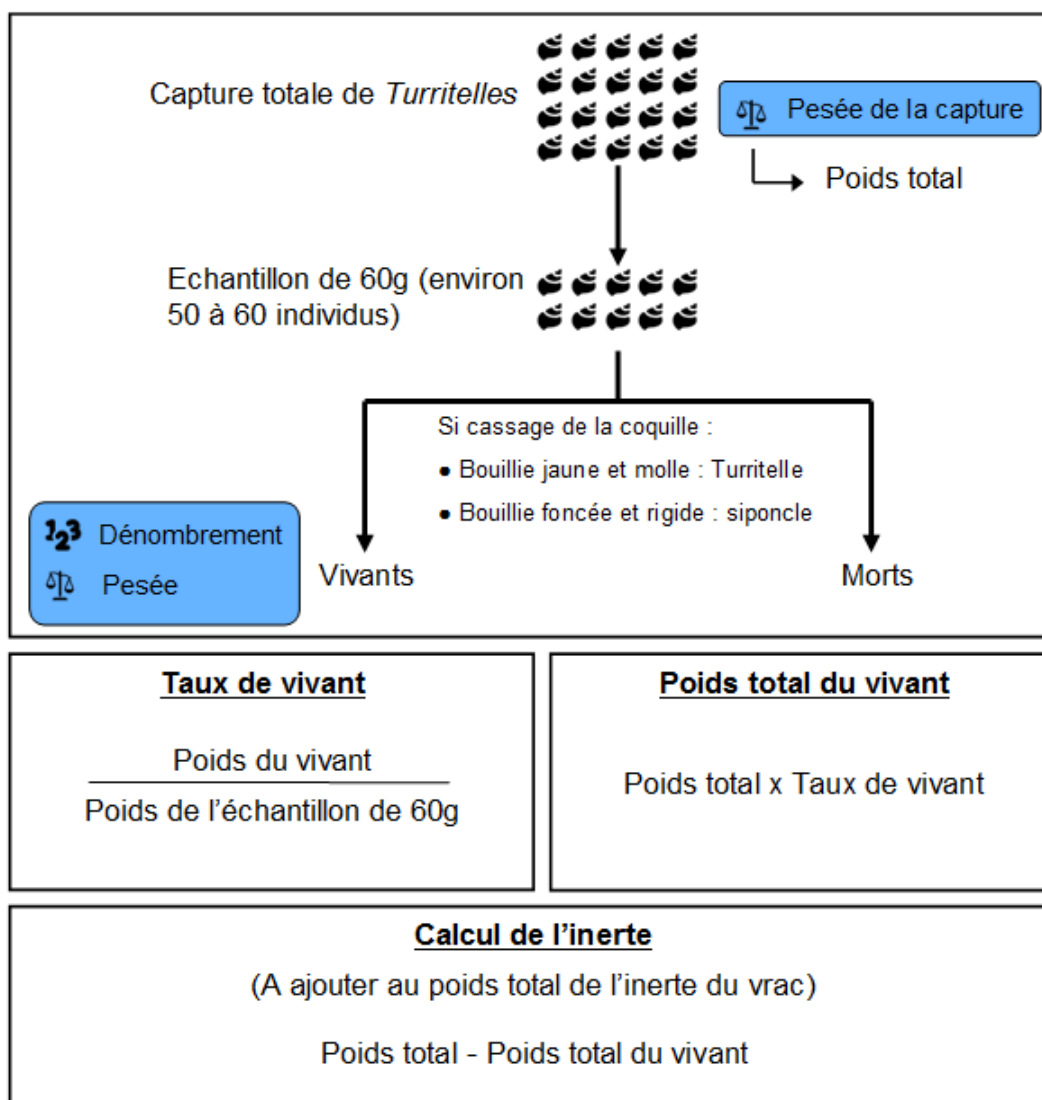 Capture totale de Turritelles
Pesée de la capture
Poids total
Echantillon de 60g (environ
50 à 60 individus)
Si cassage de la coquille :
● Bouillie jaune et molle : Turritelle
● Bouillie foncée et rigide : siponcle
123 Dénombrement
Pesée
Vivants
Morts
Taux de vivant
Poids du vivant
Poids de l’échantillon de 60g
Poids total du vivant
Poids total x Taux de vivant
Calcul de l’inerte
(A ajouter au poids total de l’inerte du vrac)
Poids total - Poids total du vivant